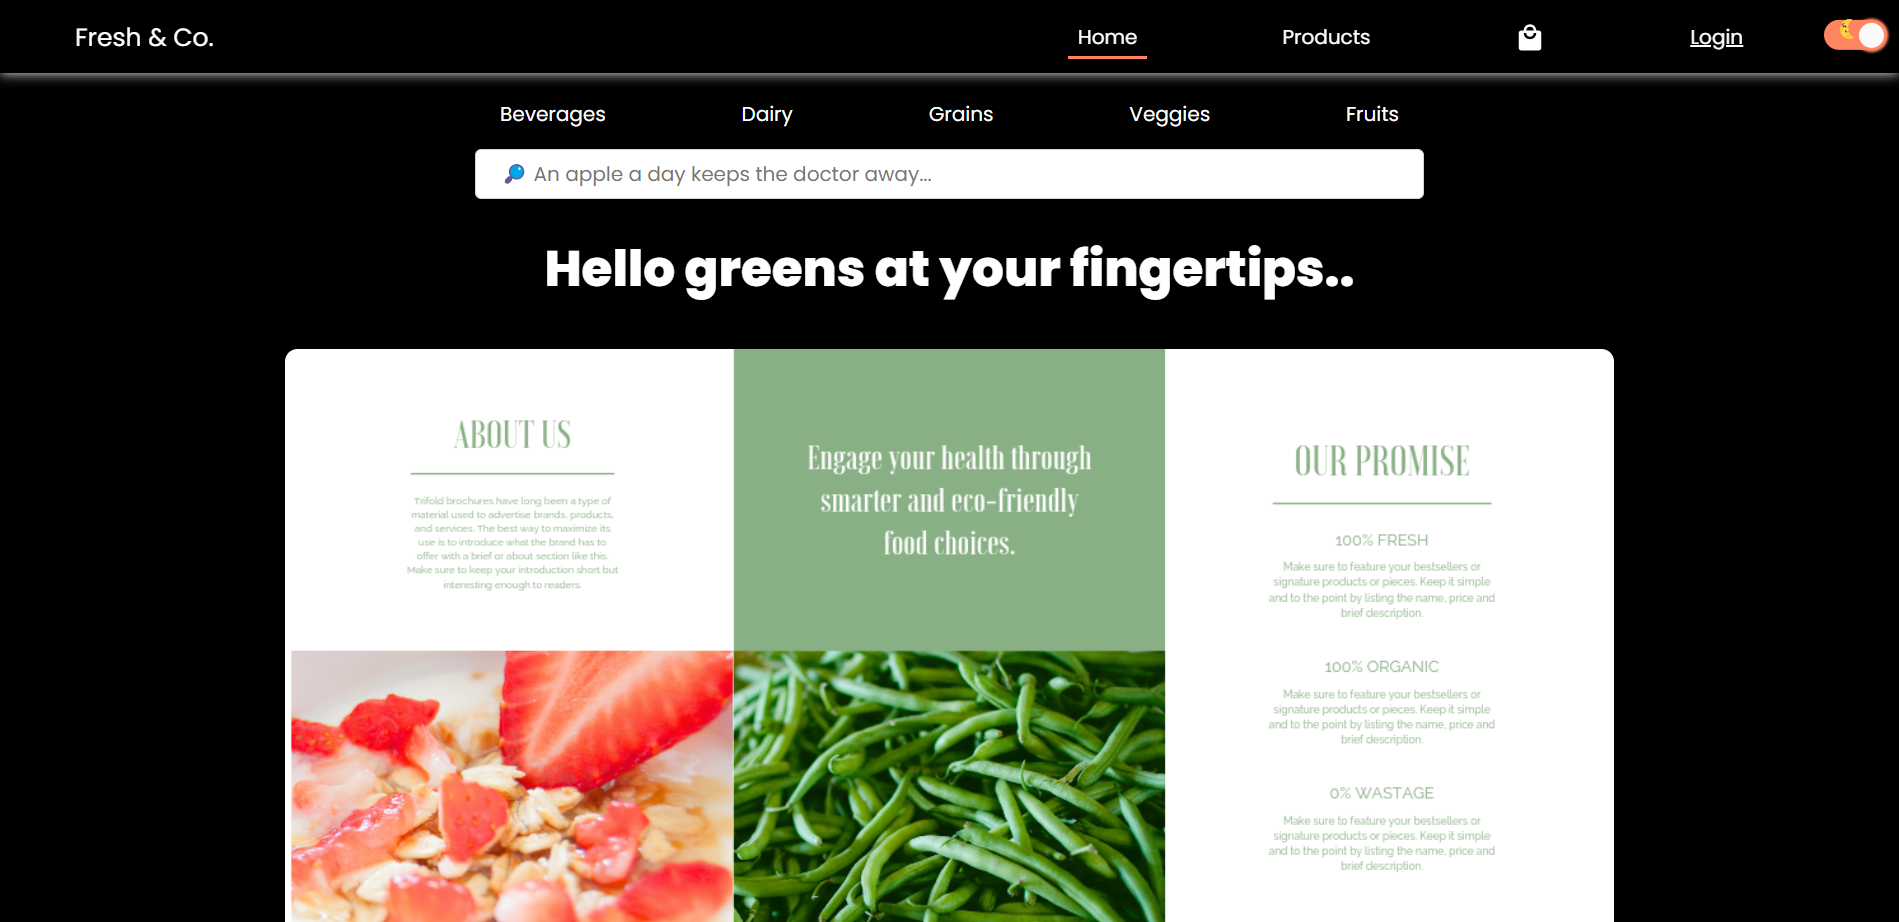 Fresh & Co.
Home
Products
Login
Beverages
Dairy
Grains
Veggies
Fruits
An apple a day keeps the doctor away...
Hello greens at your fingertips..
ABOUT US
Trifold brochures have long been a type of
material used to advertise brands, products,
and services. The best way to maximize its
use is to introduce what the brand has to
offer with a brief or about section like this.
Make sure to keep your introduction short but
interesting enough to readers.
Engage your health through
smarter and eco-friendly
food choices.
OUR PROMISE
100% FRESH
Make sure to feature your bestsellers or
signature products or pieces. Keep it simple
and to the point by listing the name, price and
brief description.
100% ORGANIC
Make sure to feature your bestsellers or
signature products or pieces. Keep it simple
and to the point by listing the name, price and
brief description.
0% WASTAGE
Make sure to feature your bestsellers or
signature products or pieces. Keep it simple
and to the point by listing the name, price and
brief description.